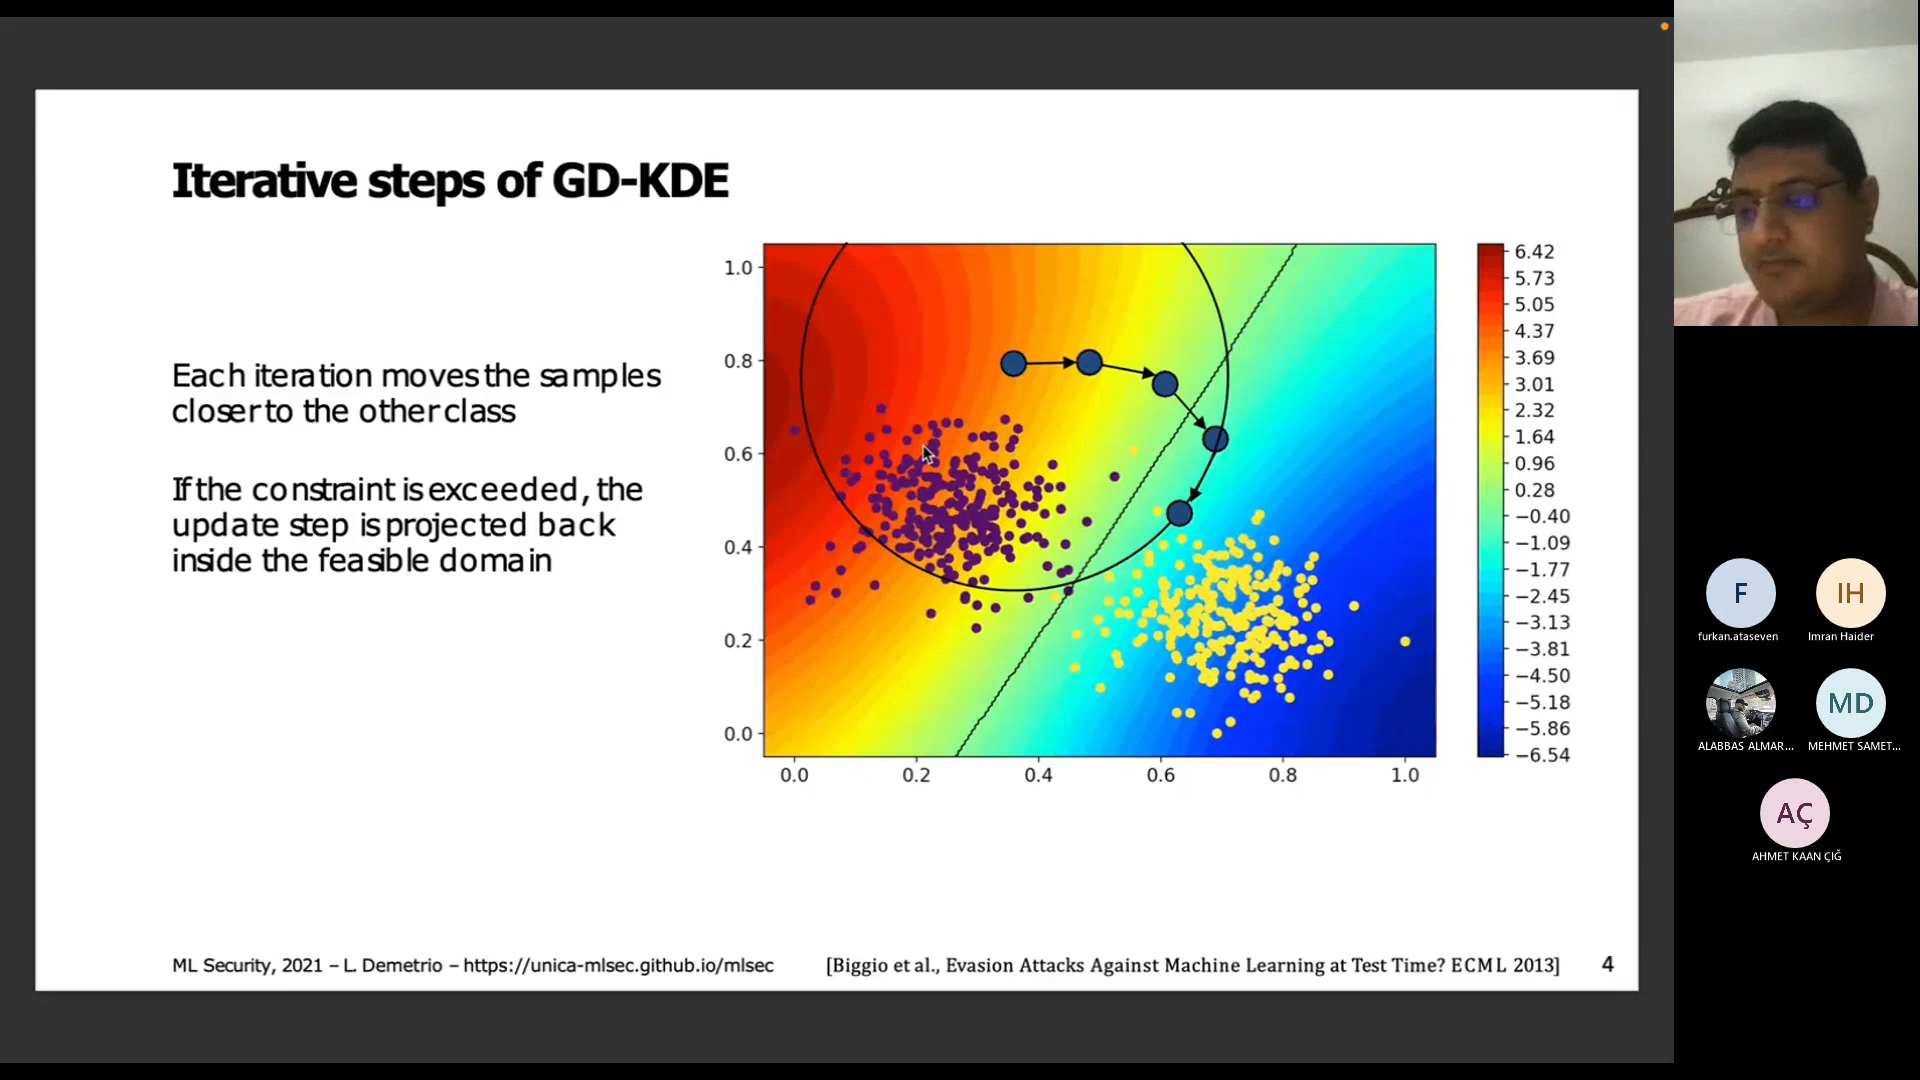 Iterative steps of GD-KDE
Each iteration moves the samples
closer to the other class
If the constraint is exceeded, the
update step is projected back
inside the feasible domain
1.0
0.8
0.6
0.4
0.2
0.0
0.0 0.2 0.4 0.6 0.8 1.0
6.42
5.73
5.05
4.37
3.69
3.01
2.32
1.64
0.96
0.28
−0.40
−1.09
−1.77
−2.45
−3.13
−3.81
−4.50
−5.18
−5.86
−6.54
ML Security, 2021 – L. Demetrio – https://unica-mlsec.github.io/mlsec
[Biggio et al., Evasion Attacks Against Machine Learning at Test Time? ECML 2013]
4
F
IH
furkan.ataseven
Imran Haider
MD
ALABBAS ALMAR...
MEHMET SAMET...
AÇ
AHMET KAAN ÇIĞ